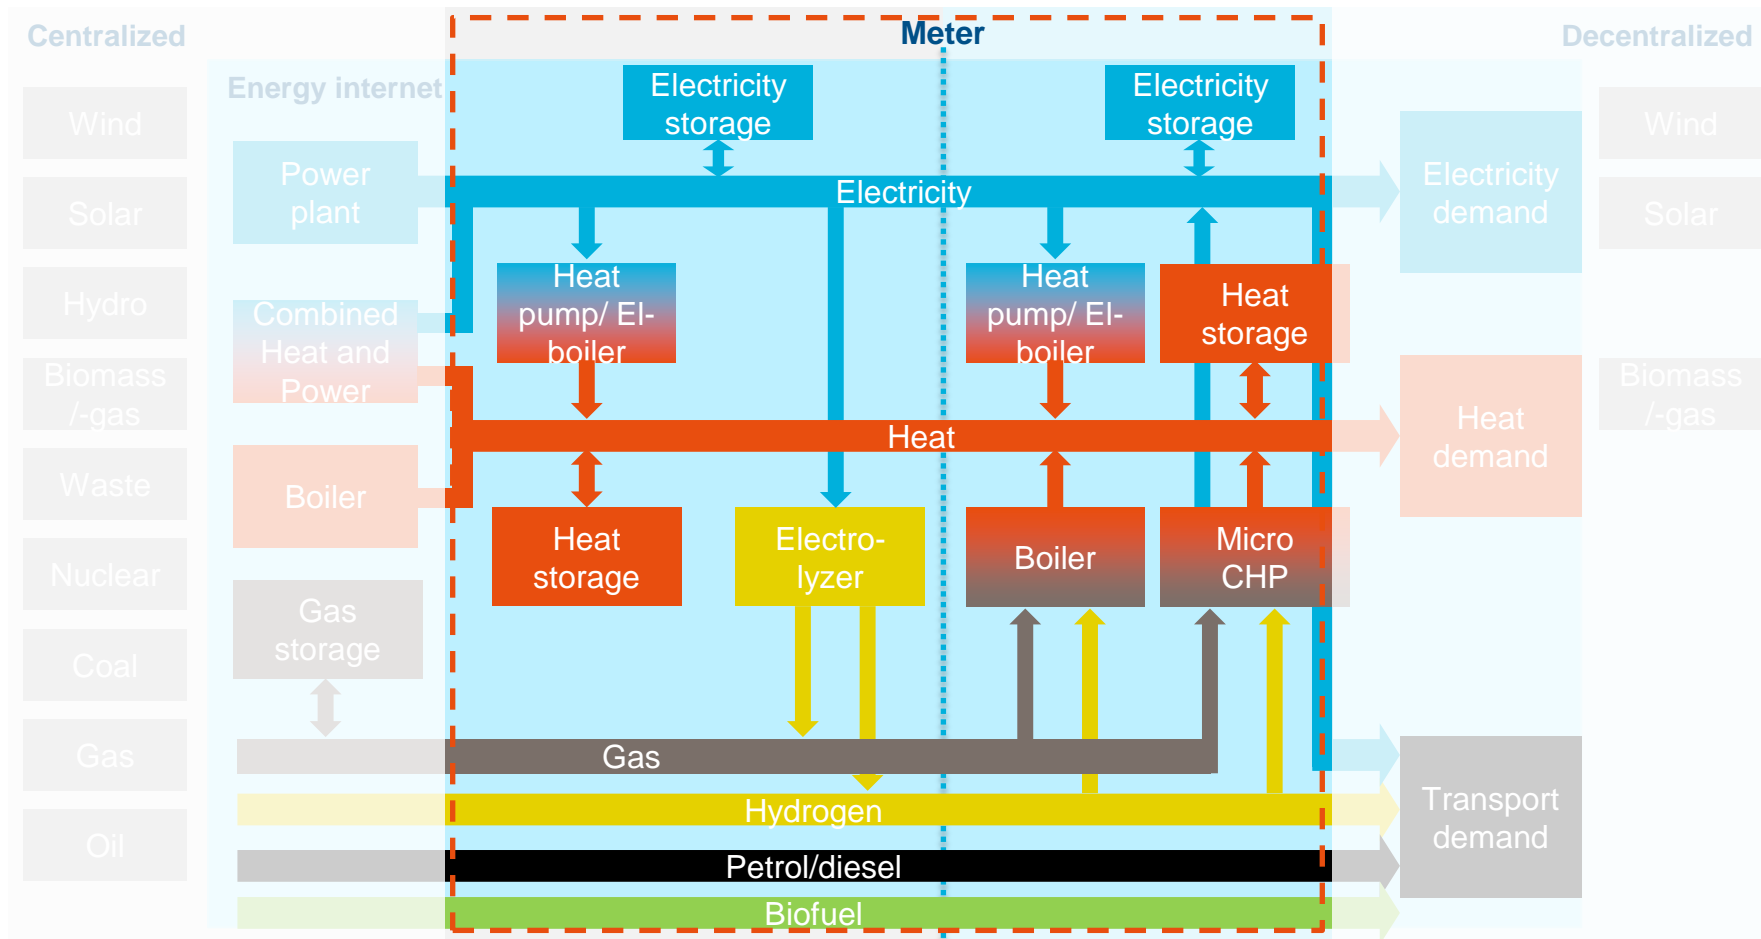 Centralized
Meter
Decentralized
Energy internet
Wind
Solar
Hydro
Biomass
/-gas
Waste
Nuclear
Coal
Gas
Oil
Power
plant
Combined
Heat and
Power
Boiler
Gas
storage
Electricity
storage
Electricity
storage
Electricity
Heat
pump/ El-
boiler
Heat
pump/ El-
boiler
Heat
storage
Heat
Heat
storage
Electro-
lyzer
Boiler
Micro
CHP
Gas
Hydrogen
Petrol/diesel
Biofuel
Electricity
demand
Heat
demand
Transport
demand
Wind
Solar
Biomass
/-gas